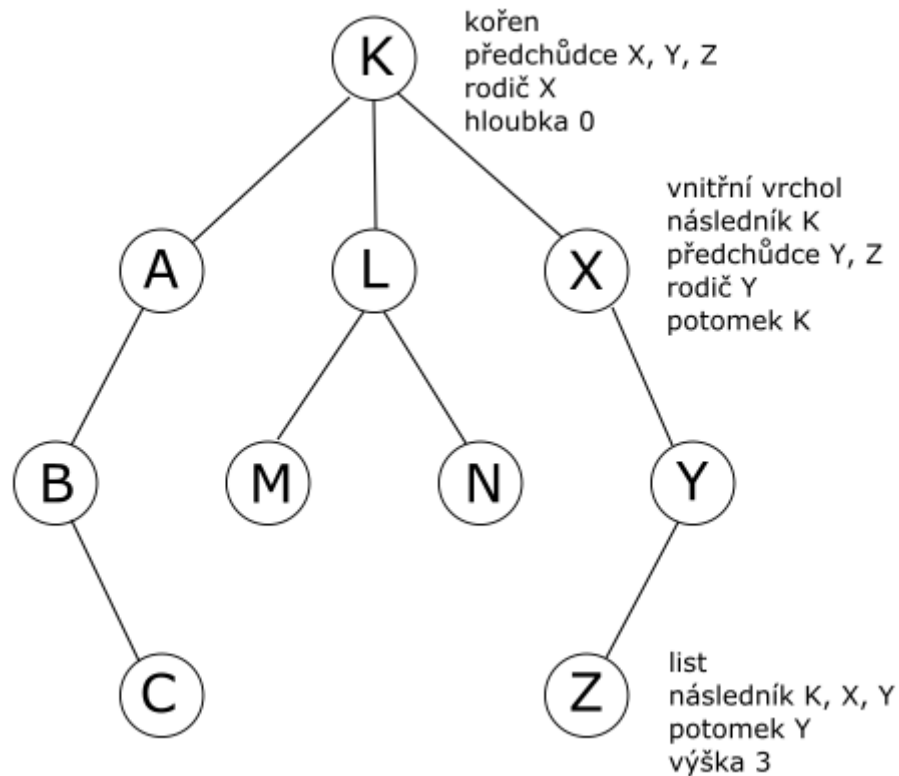 K
kořen
předchůdce X, Y, Z
rodič X
hloubka 0
A
L
X
vnitřní vrchol
následník K
předchůdce Y, Z
rodič Y
potomek K
B
M
N
Y
C
Z
list
následník K, X, Y
potomek Y
výška 3